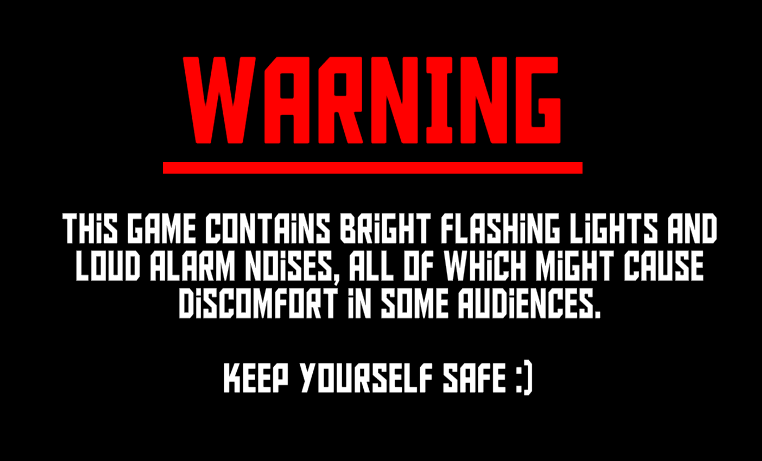 WARNING
THiS GAME CONTAiNS BRiGHT FLASHiNG LiGHTS AND
LOUD ALARM NOiSES, ALL OF WHiCH MiGHT CAUSE
DiSCOMFORT iN SOME AUDiENCES.
KEEP YOURSELF SAFE :)